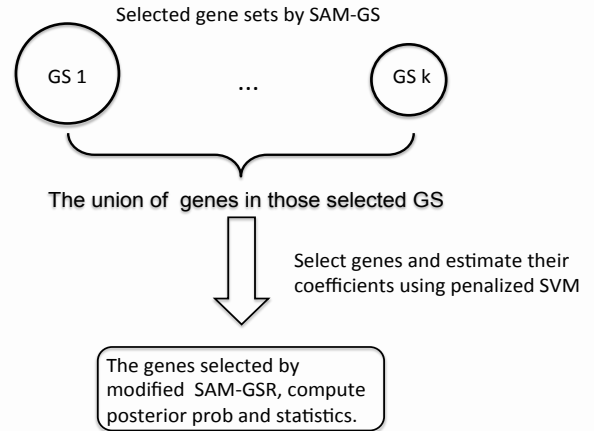 Selected gene sets by SAM-GS
GS 1
...
GS k
The union of genes in those selected GS
Select genes and estimate their
coefficients using penalized SVM
The genes selected by
modified SAM-GSR, compute
posterior prob and statistics.